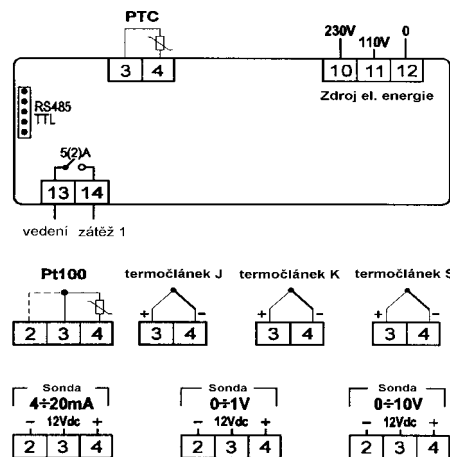 PTC
230V 110V 0
3 4
10 11 12
Zdroj el. energie
RS485
TTL
5(2)A
13 14
vedení zátěž 1
Pt100 termočlánek J termočlánek K termočlánek S
+ - + - + -
2 3 4 3 4 3 4 3 4
Sonda Sonda Sonda
4÷20mA 0÷1V 0÷10V
- 12Vdc + - 12Vdc + - 12Vdc +
2 3 4 2 3 4 2 3 4